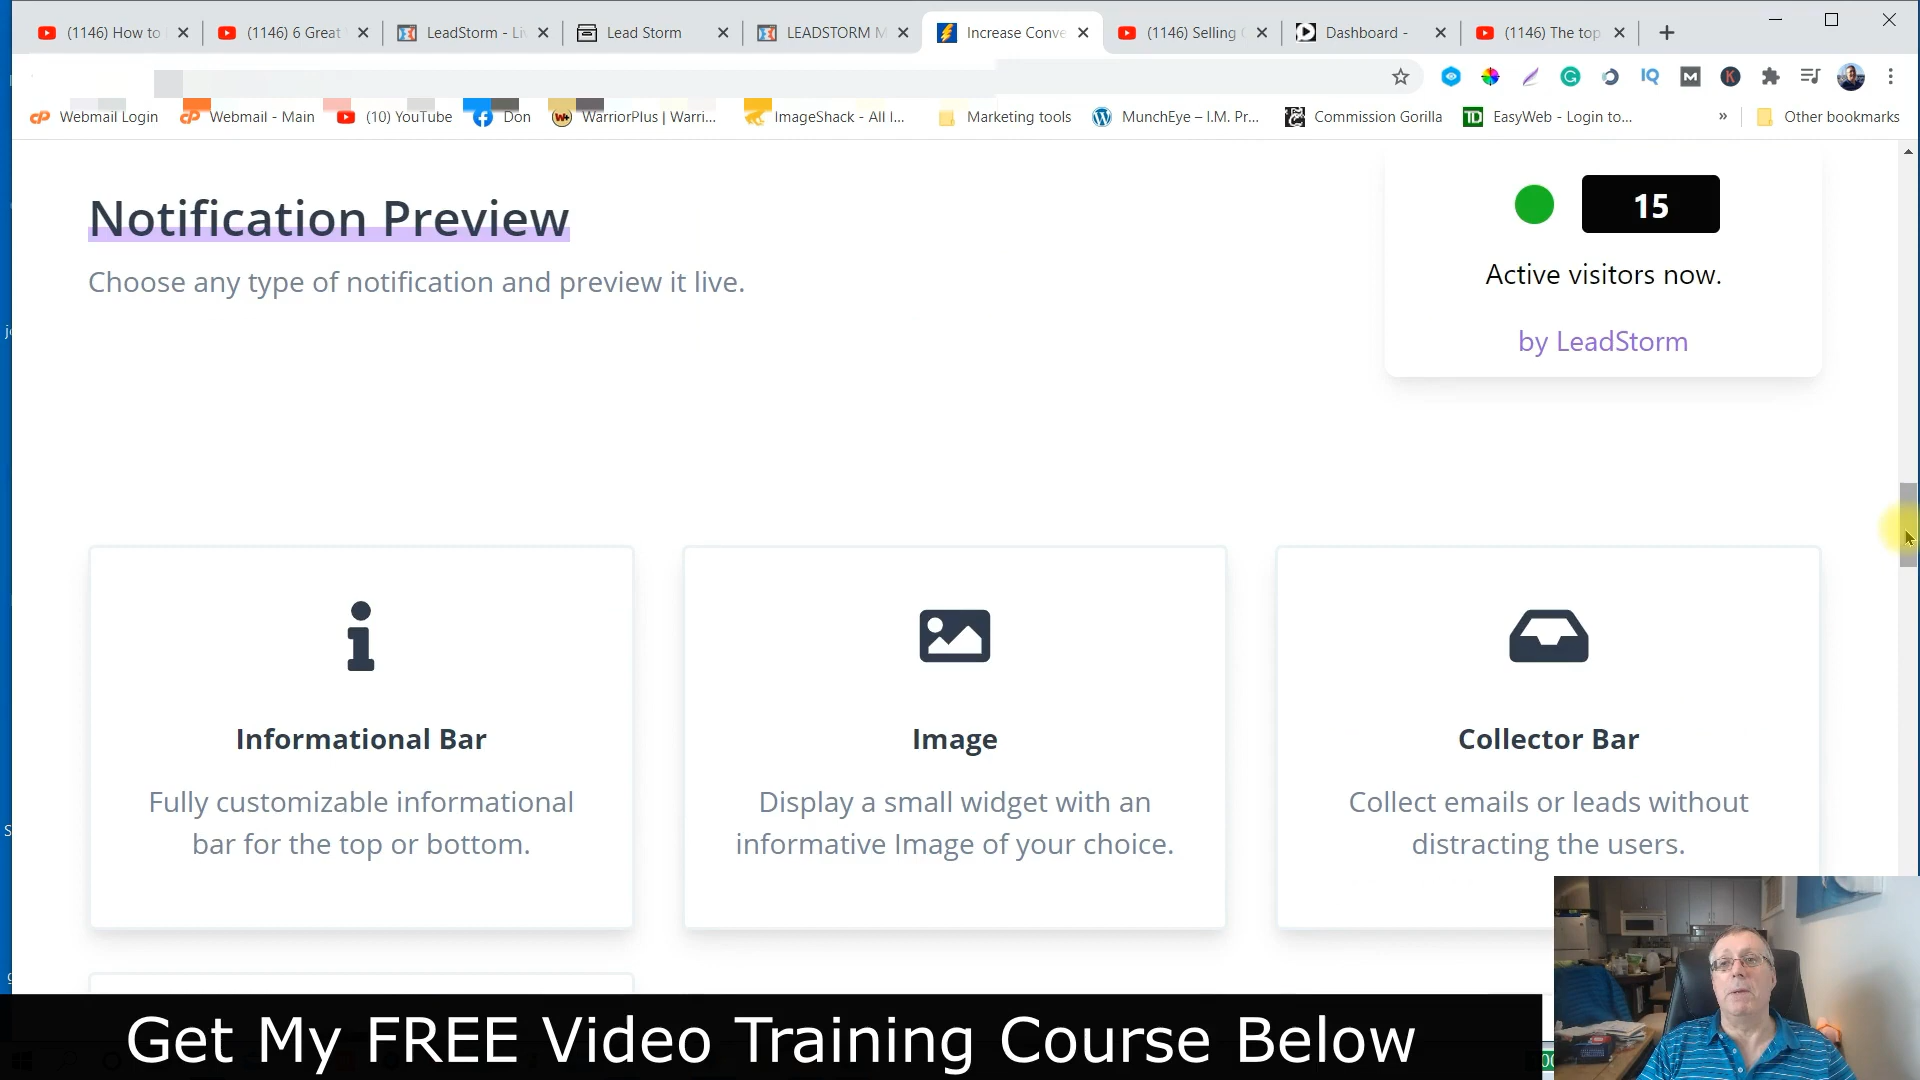 (1146) How to
(1146) 6 Great
LeadStorm - Li
Lead Storm
LEADSTORM M
Increase Conve
(1146) Selling
Dashboard -
(1146) The top
Webmail Login
Webmail - Main
(10) YouTube
Don
WarriorPlus | Warri...
ImageShack - All I...
Marketing tools
MunchEye – I.M. Pr...
Commission Gorilla
EasyWeb - Login to...
Other bookmarks
Notification Preview
Choose any type of notification and preview it live.
15
Active visitors now.
by LeadStorm
Informational Bar
Fully customizable informational
bar for the top or bottom.
Image
Display a small widget with an
informative Image of your choice.
Collector Bar
Collect emails or leads without
distracting the users.
Get My FREE Video Training Course Below